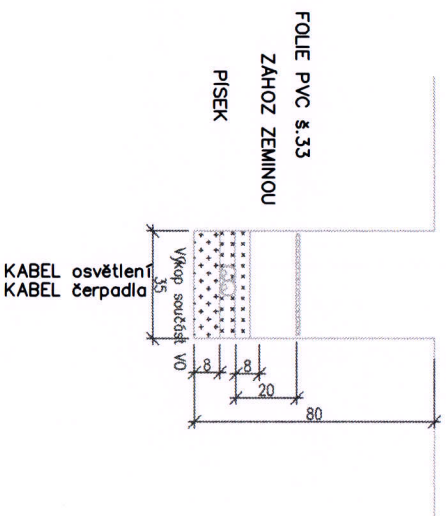 FOLIE PVC š.33
ZÁHOZ ZEMINOU
PÍSEK
KABEL osvětlení
KABEL čerpadla
35
Výkop součást VO
8
8
20
80